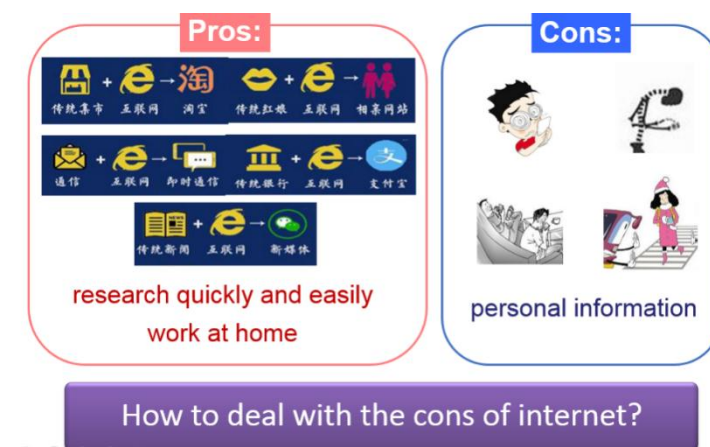 Pros:
传统集市 + 互联网 → 淘 淘宝
传统红娘 + 互联网 → 相亲网站
通信 + 互联网 → 即时通信
传统银行 + 互联网 → 支 支付宝
NEWS
传统新闻 + 互联网 → 新媒体
research quickly and easily
work at home
Cons:
personal information
How to deal with the cons of internet?